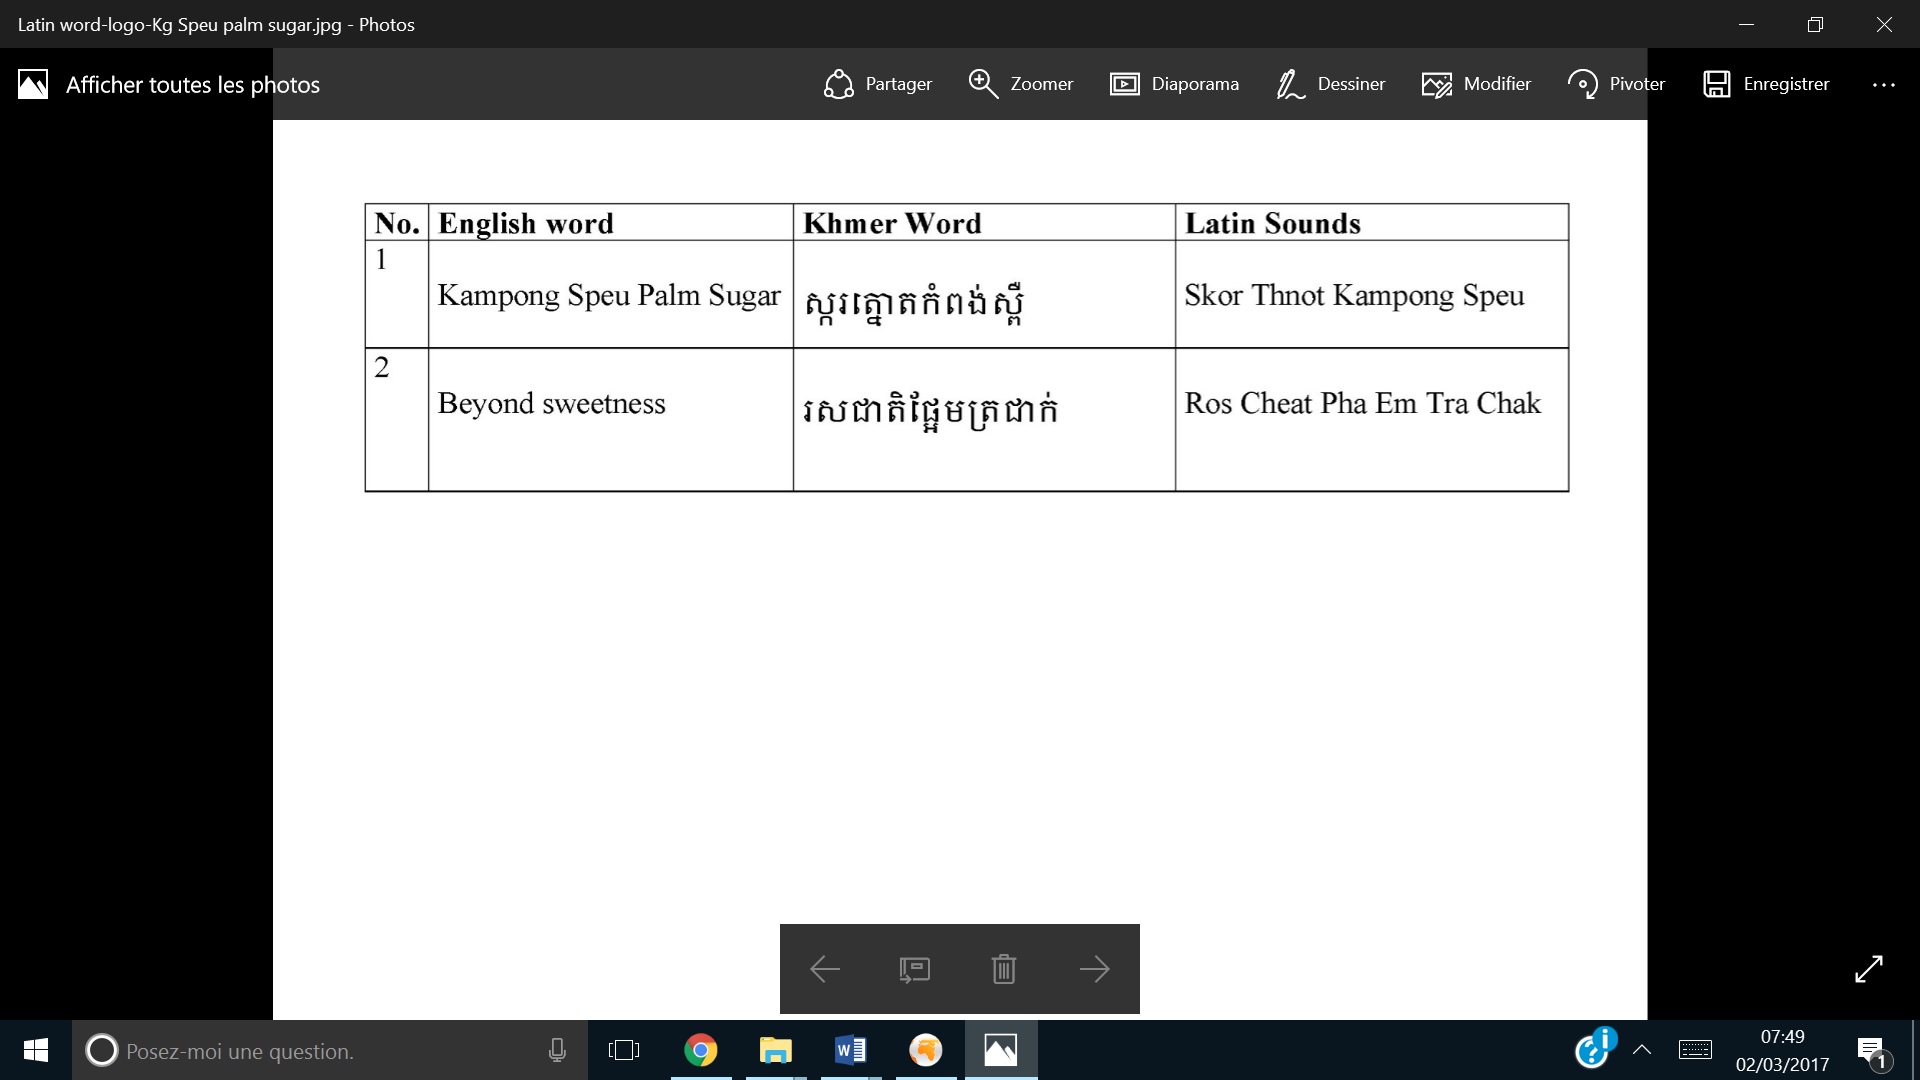 Latin word-logo-Kg Speu palm sugar.jpg - Photos
Afficher toutes les photos
Partager
Zoomer
Diaporama
Dessiner
Modifier
Pivoter
Enregistrer
No. English word Khmer Word Latin Sounds
1 Kampong Speu Palm Sugar ស្ករត្នោតកំពង់ស្ពឺ Skor Thnot Kampong Speu
2 Beyond sweetness រសជាតិផ្អែមត្រជាក់ Ros Cheat Pha Em Tra Chak
Posez-moi une question.
07:49
02/03/2017
1